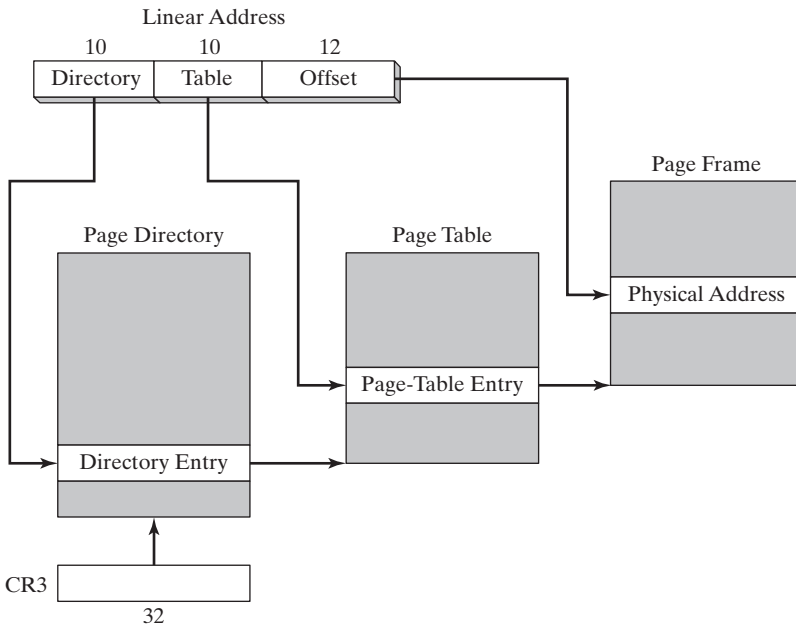 Linear Address
10 10 12
Directory Table Offset
Page Frame
Page Directory
Page Table
Physical Address
Page-Table Entry
Directory Entry
CR3
32